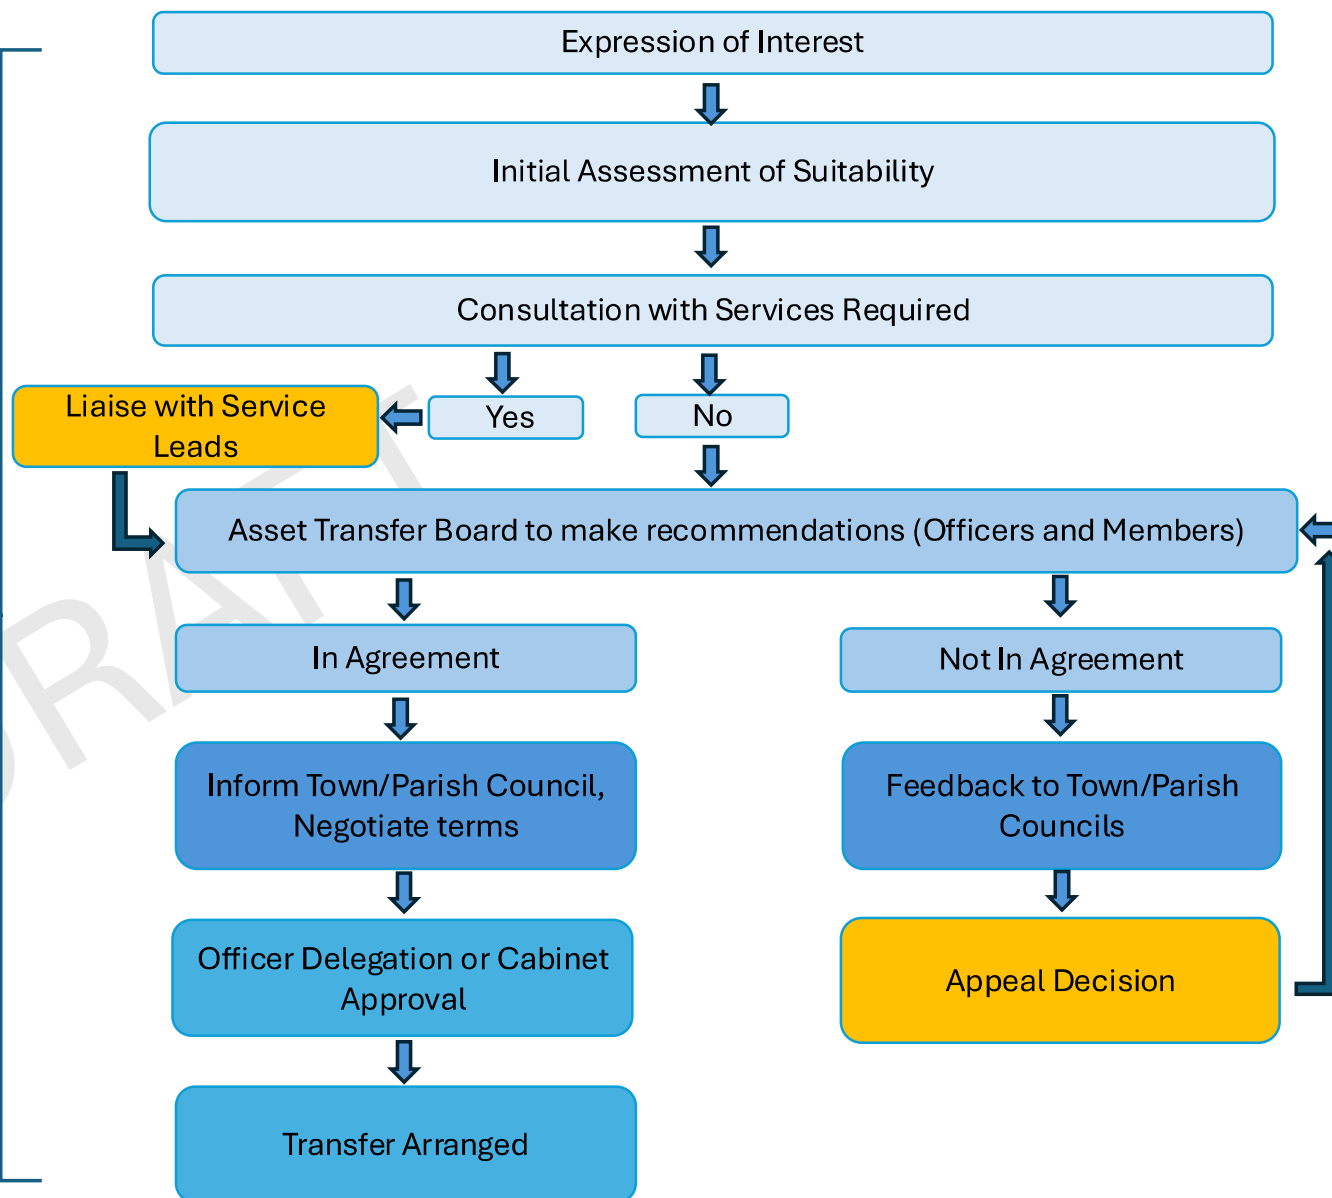 Expression of Interest
Initial Assessment of Suitability
Consultation with Services Required
Liaise with Service
Leads
Yes
No
Asset Transfer Board to make recommendations (Officers and Members)
In Agreement
Not In Agreement
Inform Town/Parish Council,
Negotiate terms
Feedback to Town/Parish
Councils
Officer Delegation or Cabinet
Approval
Appeal Decision
Transfer Arranged
DRAFT